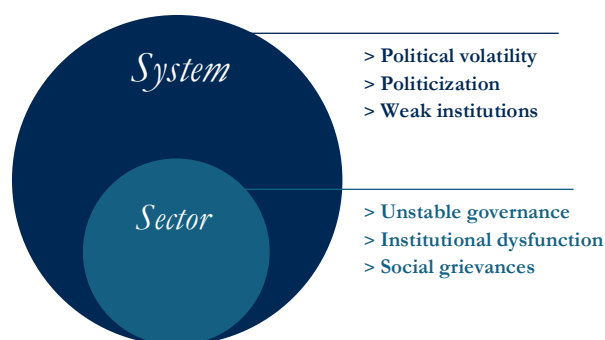 System
> Political volatility
> Politicization
> Weak institutions
Sector
> Unstable governance
> Institutional dysfunction
> Social grievances